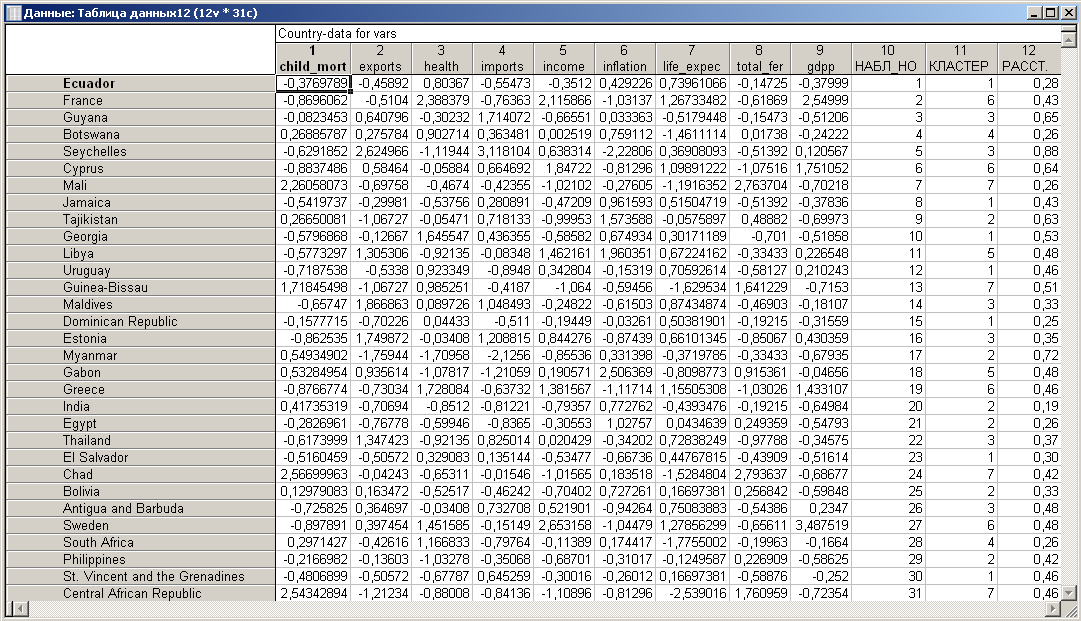 Данные: Таблица данных12 (12v * 31c)
Country-data for vars
1 2 3 4 5 6 7 8 9 10 11 12
child_mort exports health imports income inflation life_expec total_fer gdpp НАБЛ_НО КЛАСТЕР РАССТ.
Ecuador -0,3769789 -0,45892 0,80367 -0,55473 -0,3512 0,429226 0,73961066 -0,14725 -0,37999 1 1 0,28
France -0,8696062 -0,5104 2,388379 -0,76363 2,115866 -1,03137 1,26733482 -0,61869 2,54999 2 6 0,43
Guyana -0,0823453 0,640796 -0,30232 1,714072 -0,66551 0,033363 -0,5179448 -0,15473 -0,51206 3 3 0,65
Botswana 0,26885787 0,275784 0,902714 0,363481 0,002519 0,759112 -1,4611114 0,01738 -0,24222 4 4 0,26
Seychelles -0,6291852 2,624966 -1,11944 3,118104 0,638314 -2,22806 0,36908093 -0,51392 0,120567 5 3 0,88
Cyprus -0,8837486 0,58464 -0,05884 0,664692 1,84722 -0,81296 1,09891222 -1,07516 1,751052 6 6 0,64
Mali 2,26058073 -0,69758 -0,4674 -0,42355 -1,02102 -0,27605 -1,1916352 2,763704 -0,70218 7 7 0,26
Jamaica -0,5419737 -0,29981 -0,53756 0,280891 -0,47209 0,961593 0,51504719 -0,51392 -0,37836 8 1 0,43
Tajikistan 0,26650081 -1,06727 -0,05471 0,718133 -0,99953 1,573588 -0,0575897 0,48882 -0,69973 9 2 0,63
Georgia -0,5796868 -0,12667 1,645547 0,436355 -0,58582 0,674934 0,30171189 -0,701 -0,51858 10 1 0,53
Libya -0,5773297 1,305306 -0,92135 -0,08348 1,462161 1,960351 0,67224162 -0,33433 0,226548 11 5 0,48
Uruguay -0,7187538 -0,5338 0,923349 -0,8948 0,342804 -0,15319 0,70592614 -0,58127 0,210243 12 1 0,46
Guinea-Bissau 1,71845498 -1,06727 0,985251 -0,4187 -1,064 -0,59456 -1,629534 1,641229 -0,7153 13 7 0,51
Maldives -0,65747 1,866863 0,089726 1,048493 -0,24822 -0,61503 0,87434874 -0,46903 -0,18107 14 3 0,33
Dominican Republic -0,1577715 -0,70226 0,04433 -0,511 -0,19449 -0,03261 0,50381901 -0,19215 -0,31559 15 1 0,25
Estonia -0,862535 1,749872 -0,03408 1,208815 0,844276 -0,87439 0,66101345 -0,85067 0,430359 16 3 0,35
Myanmar 0,54934902 -1,75944 -1,70958 -2,1256 -0,85536 0,331398 -0,3719785 -0,33433 -0,67935 17 2 0,72
Gabon 0,53284954 0,935614 -1,07817 -1,21059 0,190571 2,506369 -0,8098773 0,915361 -0,04656 18 5 0,48
Greece -0,8766774 -0,73034 1,728084 -0,63732 1,381567 -1,11714 1,15505308 -1,03026 1,433107 19 6 0,46
India 0,41735319 -0,70694 -0,8512 -0,81221 -0,79357 0,772762 -0,4393476 -0,19215 -0,64984 20 2 0,19
Egypt -0,2826961 -0,76778 -0,59946 -0,8365 -0,30553 1,02757 0,0434639 0,249359 -0,54793 21 2 0,26
Thailand -0,6173999 1,347423 -0,92135 0,825014 0,020429 -0,34202 0,72838249 -0,97788 -0,34575 22 3 0,37
El Salvador -0,5160459 -0,50572 0,329083 0,135144 -0,53477 -0,66736 0,44767815 -0,43909 -0,51614 23 1 0,30
Chad 2,56699963 -0,04243 -0,65311 -0,01546 -1,01565 0,183518 -1,5284804 2,793637 -0,68677 24 7 0,42
Bolivia 0,12979083 0,163472 -0,52517 -0,46242 -0,70402 0,727261 0,16697381 0,256842 -0,59848 25 2 0,33
Antigua and Barbuda -0,725825 0,364697 -0,03408 0,732708 0,521901 -0,94264 0,75083883 -0,54386 0,2347 26 3 0,48
Sweden -0,897891 0,397454 1,451585 -0,15149 2,653158 -1,04479 1,27856299 -0,65611 3,487519 27 6 0,46
South Africa 0,2971427 -0,42616 1,166833 -0,79764 -0,11389 0,174417 -1,7755002 -0,19963 -0,1664 28 4 0,26
Philippines -0,2166982 -0,13603 -1,03278 -0,35068 -0,68701 -0,31017 -0,1249587 0,226909 -0,58625 29 2 0,42
St. Vincent and the Grenadines -0,4806899 -0,50572 -0,67787 0,645259 -0,30016 -0,26012 0,16697381 -0,58876 -0,252 30 1 0,46
Central African Republic 2,54342894 -1,21234 -0,88008 -0,84136 -1,10896 -0,81296 -2,539016 1,760959 -0,72354 31 7 0,46